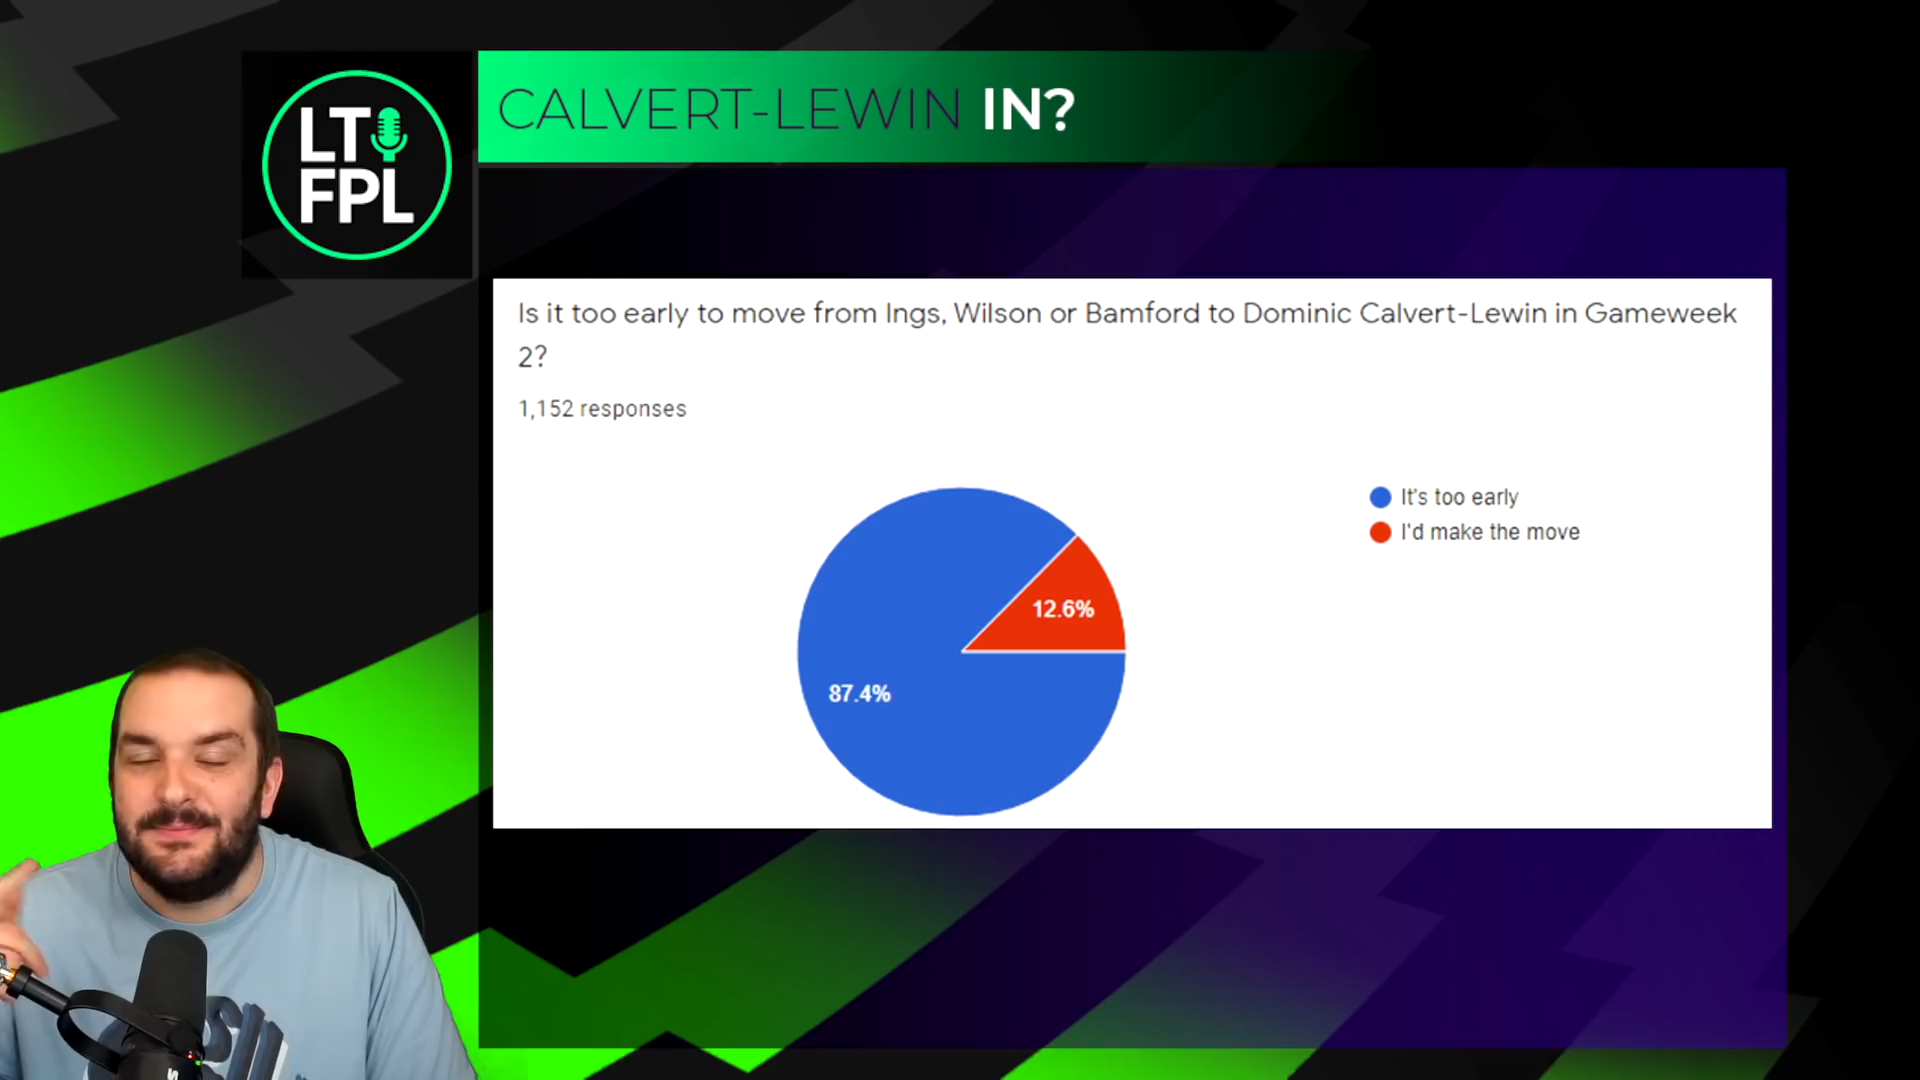 LT
FPL
CALVERT-LEWIN IN?
Is it too early to move from Ings, Wilson or Bamford to Dominic Calvert-Lewin in Gameweek
2?
1,152 responses
It's too early
I'd make the move
12.6%
87.4%